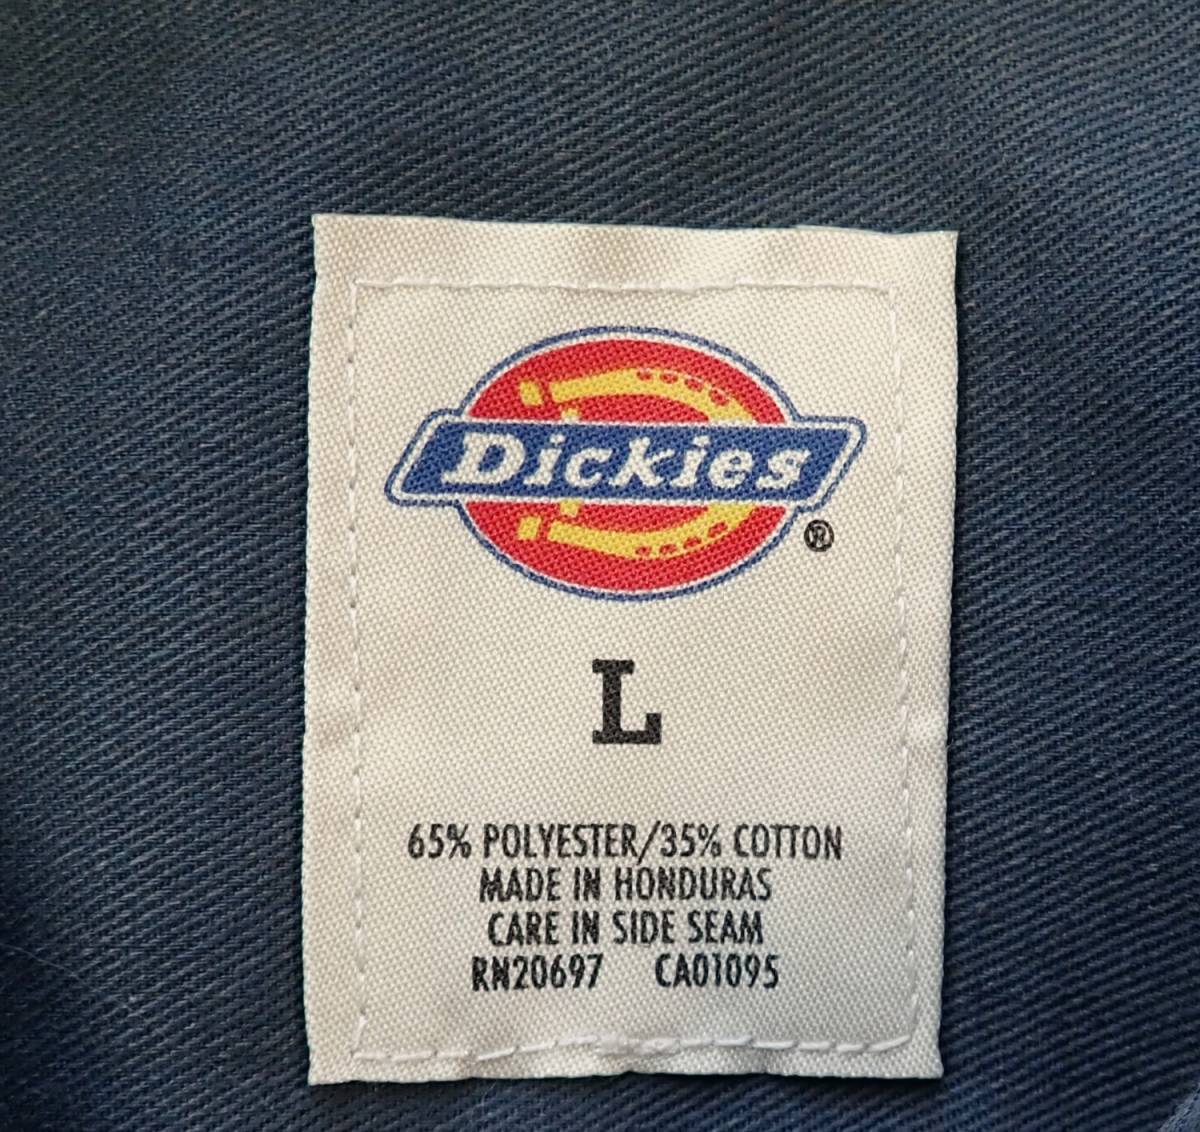 Dickies
®
L
65% POLYESTER/35% COTTON
MADE IN HONDURAS
CARE IN SIDE SEAM
RN20697 CA01095